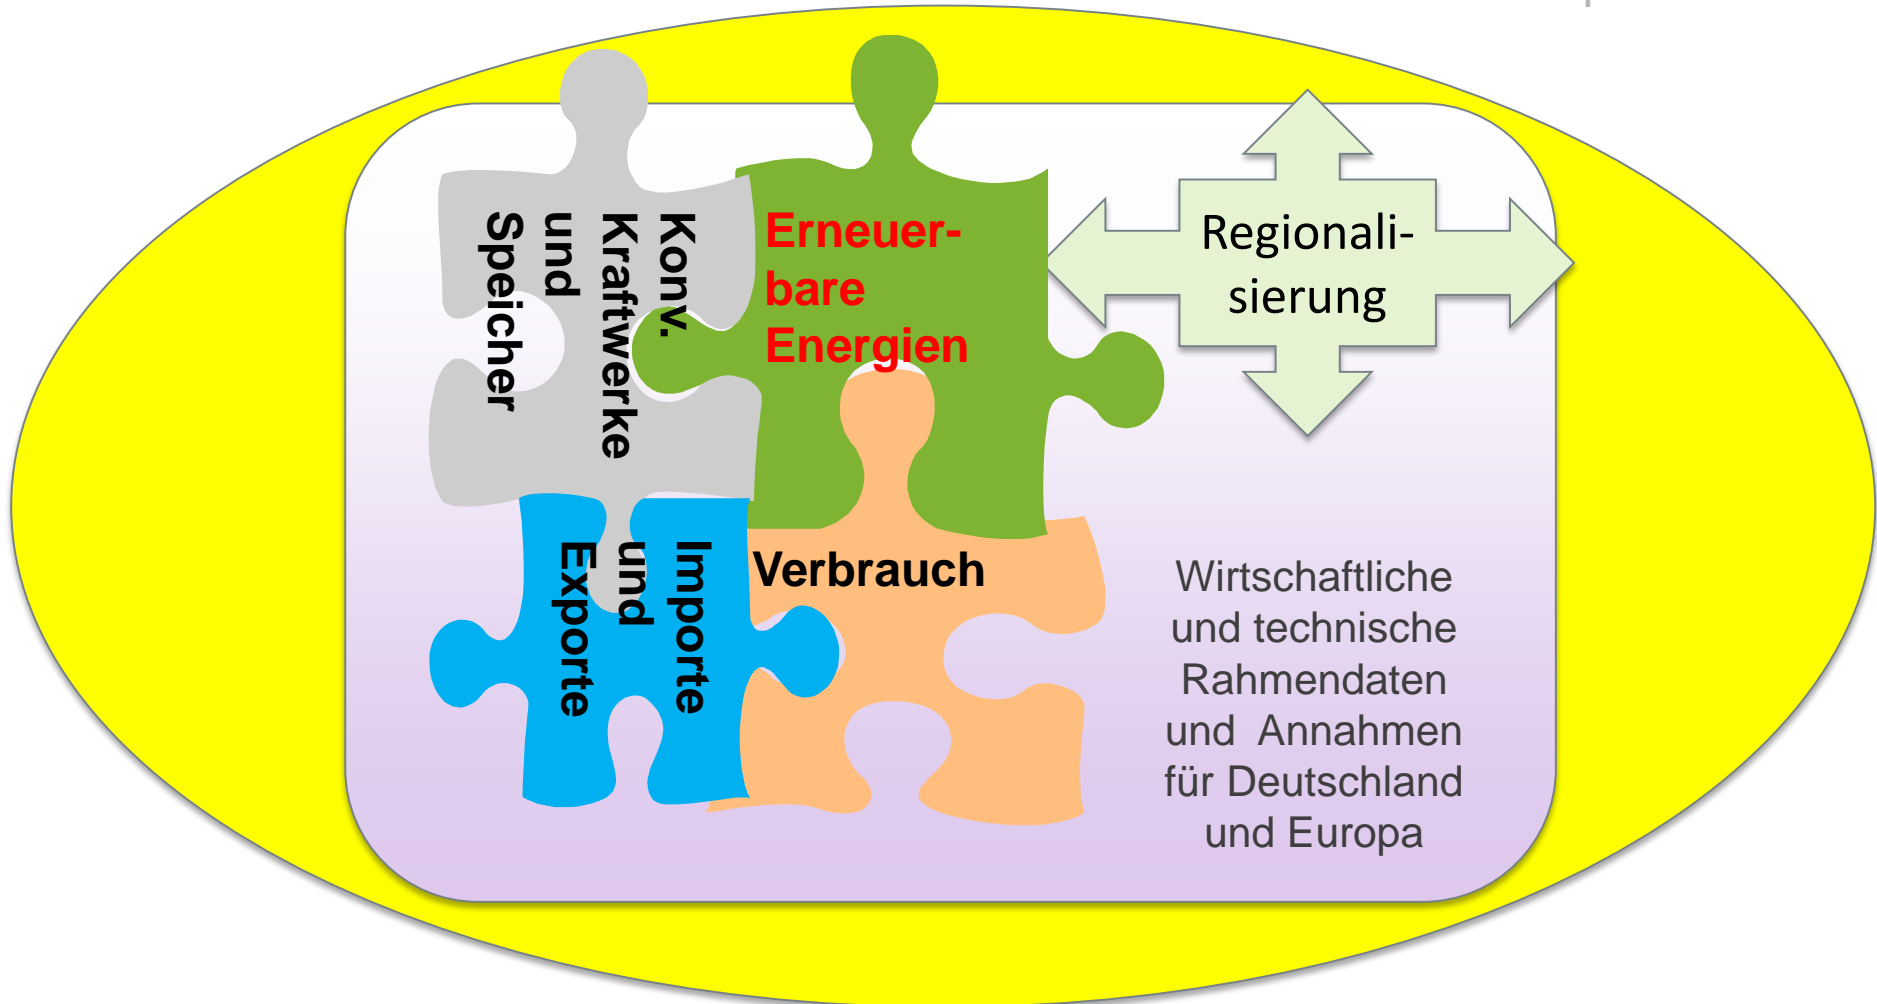 Konv.
Kraftwerke
und
Speicher
Erneuer-
bare
Energien
Regionali-
sierung
Importe
und
Exporte
Verbrauch
Wirtschaftliche
und technische
Rahmendaten
und  Annahmen
für Deutschland
und Europa